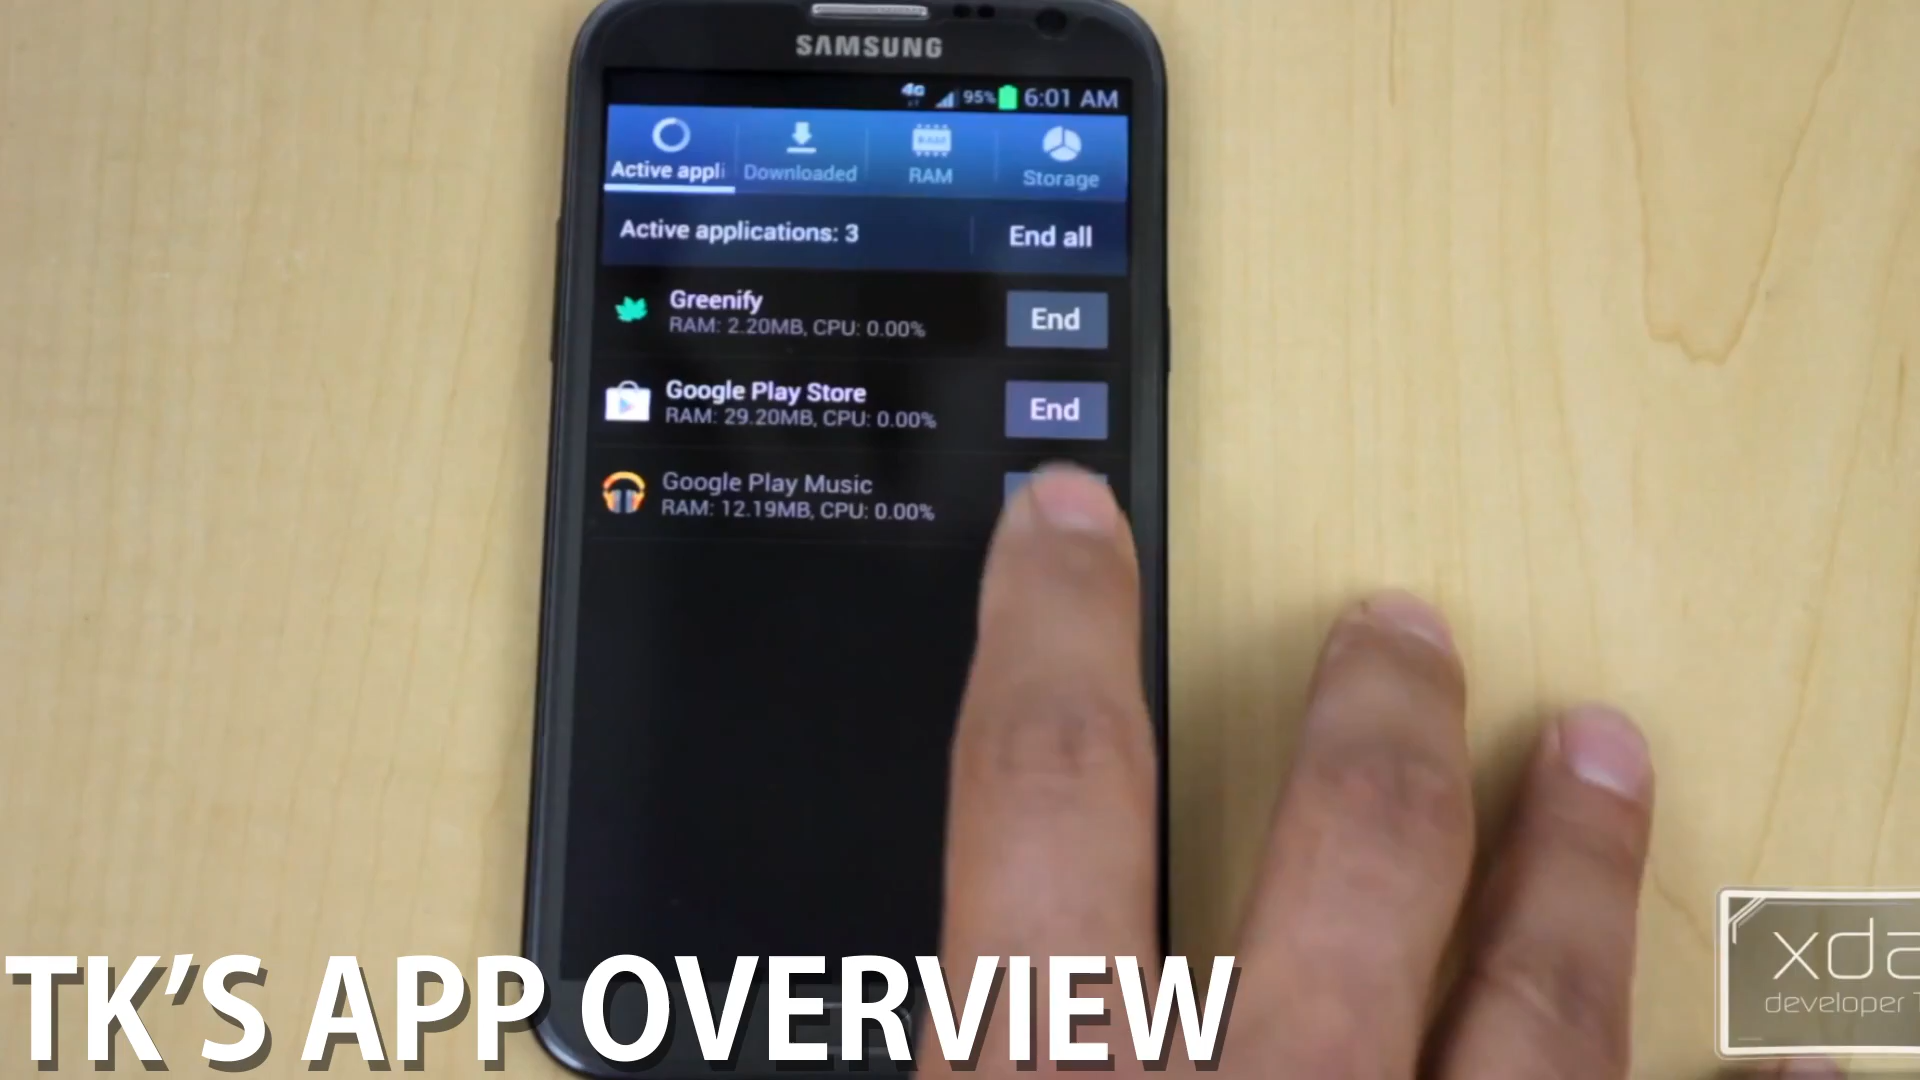 SAMSUNG
4G 95% 6:01 AM
Active appli Downloaded RAM Storage
Active applications: 3 End all
Greenify
RAM: 2.20MB, CPU: 0.00%
End
Google Play Store
RAM: 29.20MB, CPU: 0.00%
End
Google Play Music
RAM: 12.19MB, CPU: 0.00%
TK'S APP OVERVIEW
xda
developer T